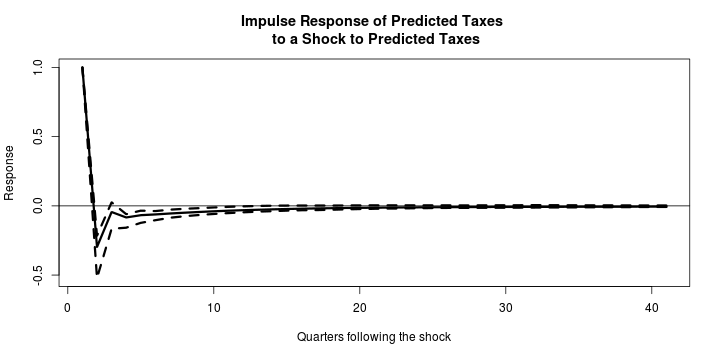 Impulse Response of Predicted Taxes
to a Shock to Predicted Taxes
Response
1.0
0.5
0.0
-0.5
0 10 20 30 40
Quarters following the shock